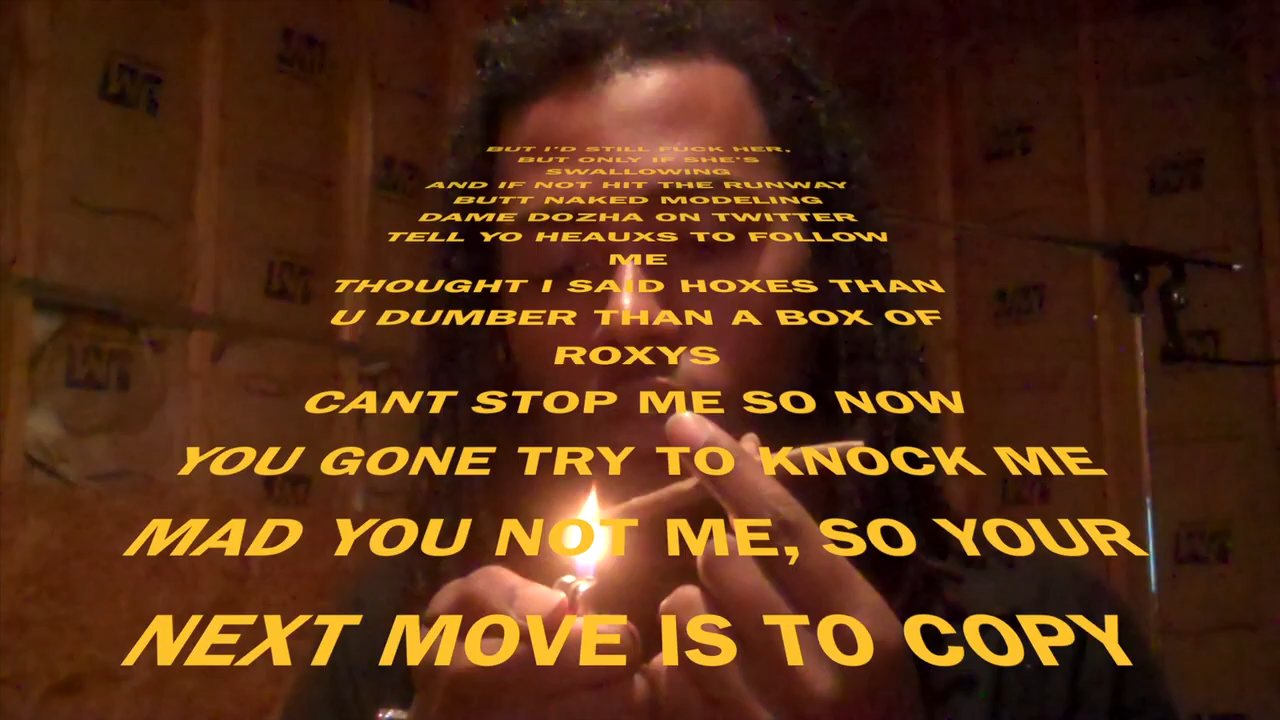 BUT I'D STILL FUCK HER.
BUT ONLY IF SHE'S
SWALLOWING
AND IF NOT HIT THE RUNWAY
BUTT NAKED MODELING
DAME DOZHA ON TWITTER
TELL YO HEAUXS TO FOLLOW
ME
THOUGHT I SAID HOXES THAN
U DUMBER THAN A BOX OF
ROXYS
CANT STOP ME SO NOW
YOU GONE TRY TO KNOCK ME
MAD YOU NOT ME, SO YOUR
NEXT MOVE IS TO COPY